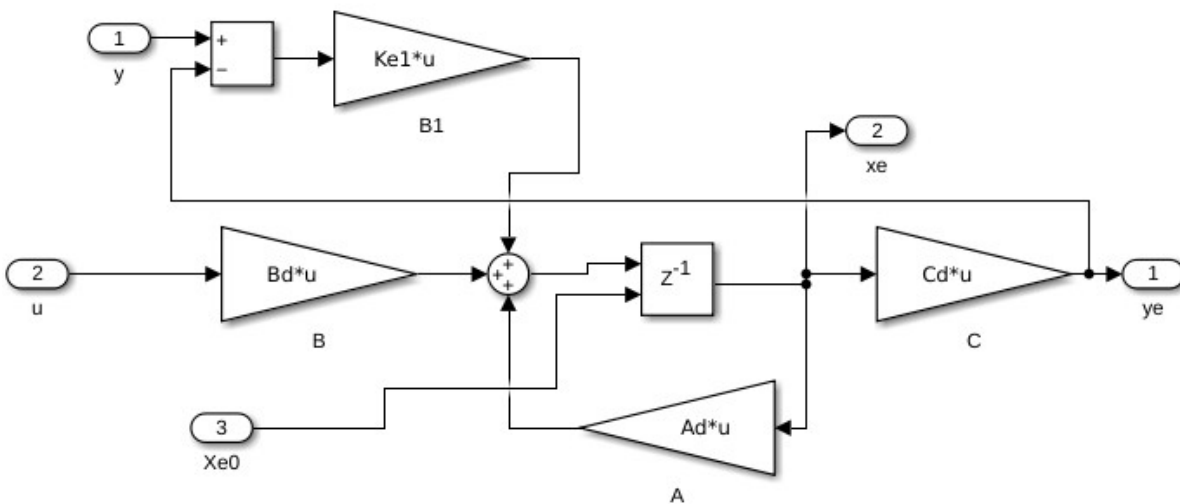 1
y
+
−
Ke1*u
B1
2
xe
2
u
Bd*u
B
+
+
+
Z-1
Cd*u
C
1
ye
3
Xe0
Ad*u
A